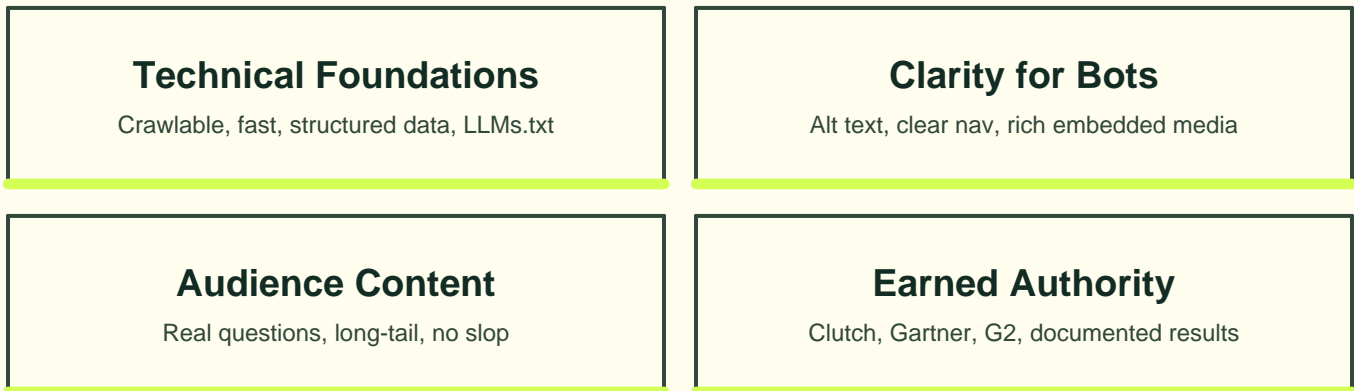 Technical Foundations
Crawlable, fast, structured data, LLMs.txt
Clarity for Bots
Alt text, clear nav, rich embedded media
Audience Content
Real questions, long-tail, no slop
Earned Authority
Clutch, Gartner, G2, documented results